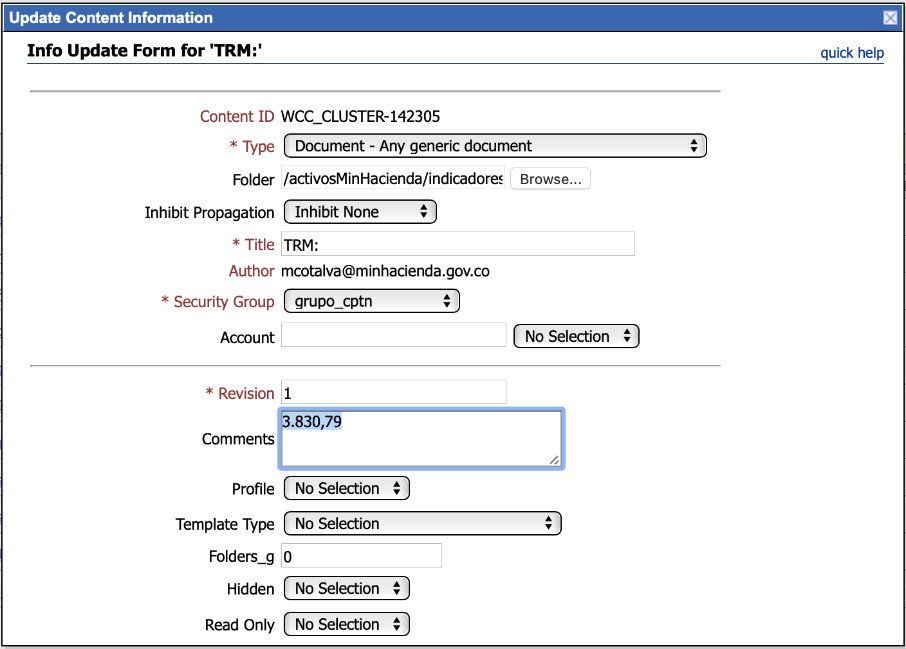 Update Content Information
Info Update Form for 'TRM:'
quick help
Content ID WCC_CLUSTER-142305
* Type Document - Any generic document
Folder /activosMinHacienda/indicadores Browse...
Inhibit Propagation Inhibit None
* Title TRM:
Author mcotalva@minhacienda.gov.co
* Security Group grupo_cptn
Account No Selection
* Revision 1
Comments 3.830,79
Profile No Selection
Template Type No Selection
Folders_g 0
Hidden No Selection
Read Only No Selection